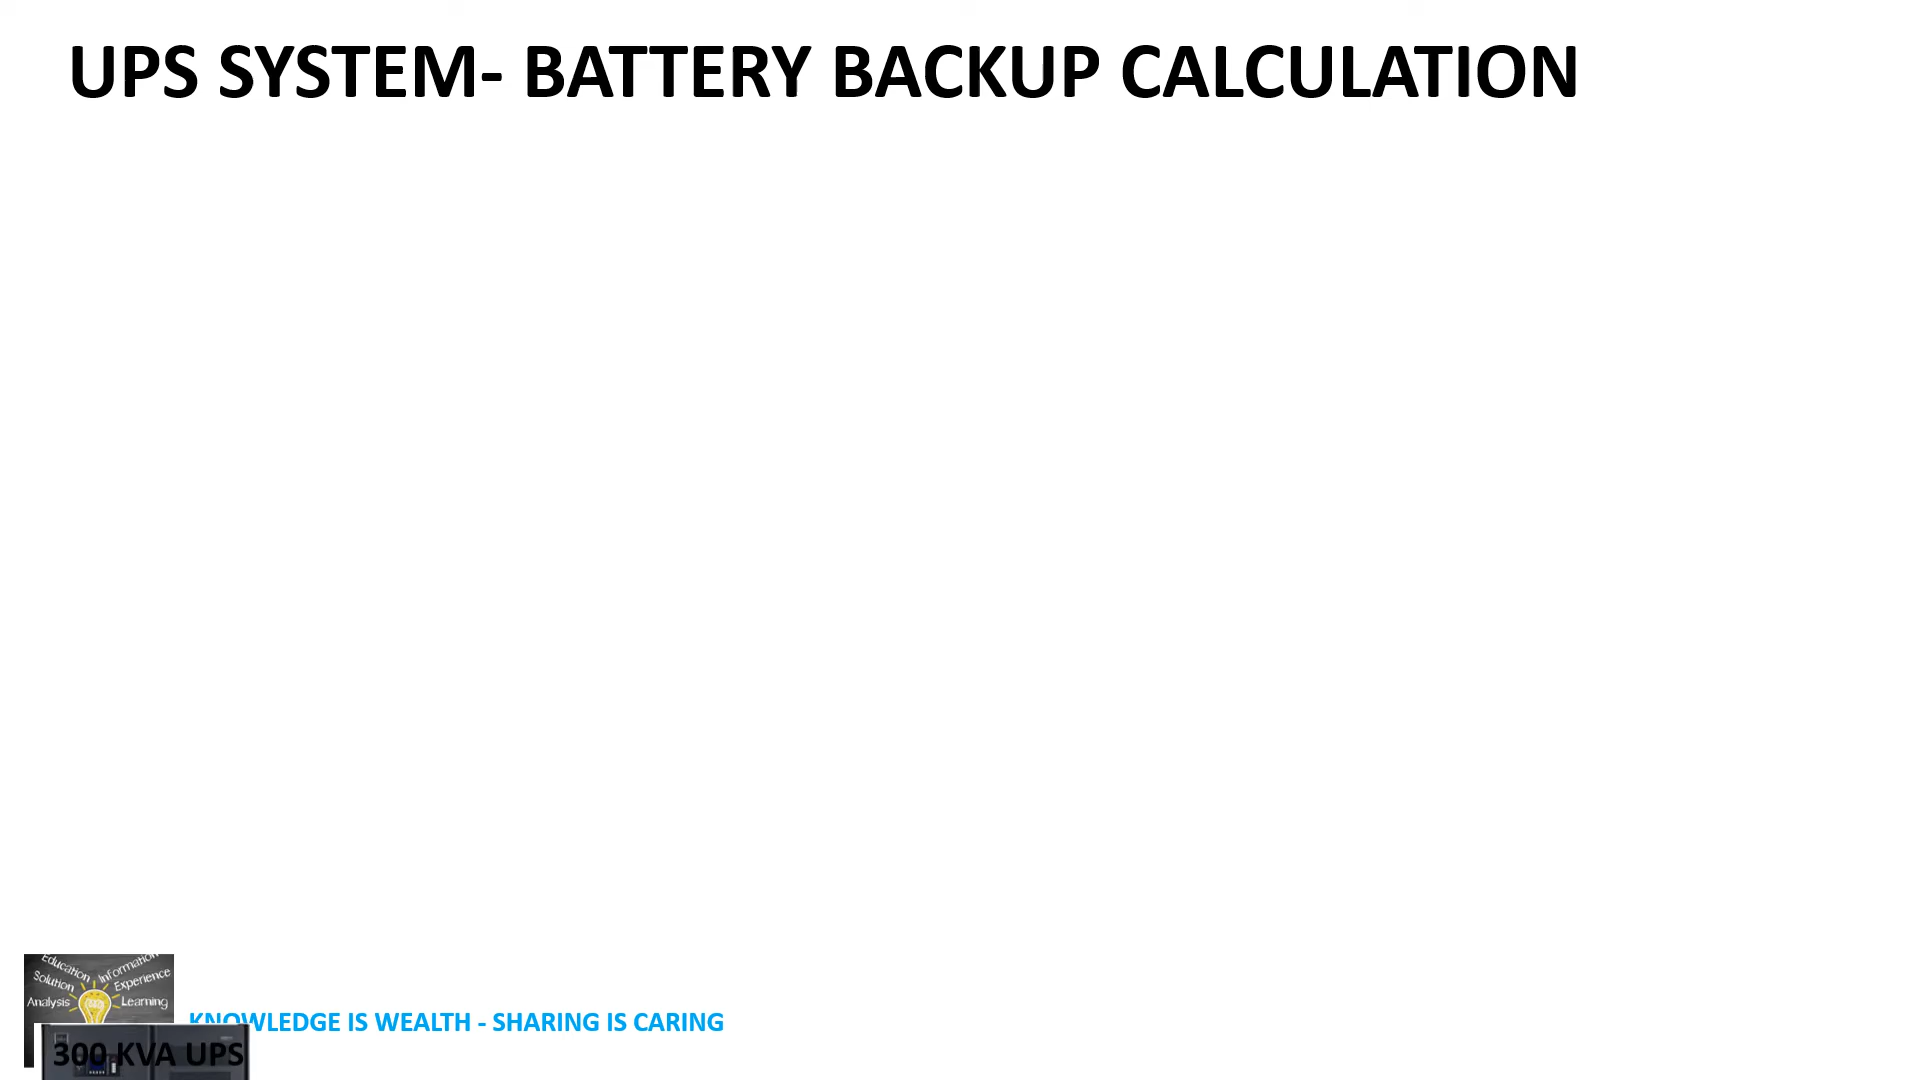 UPS SYSTEM- BATTERY BACKUP CALCULATION
Education Information
Solution Experience
Analysis Learning
KNOWLEDGE IS WEALTH - SHARING IS CARING
300 KVA UPS